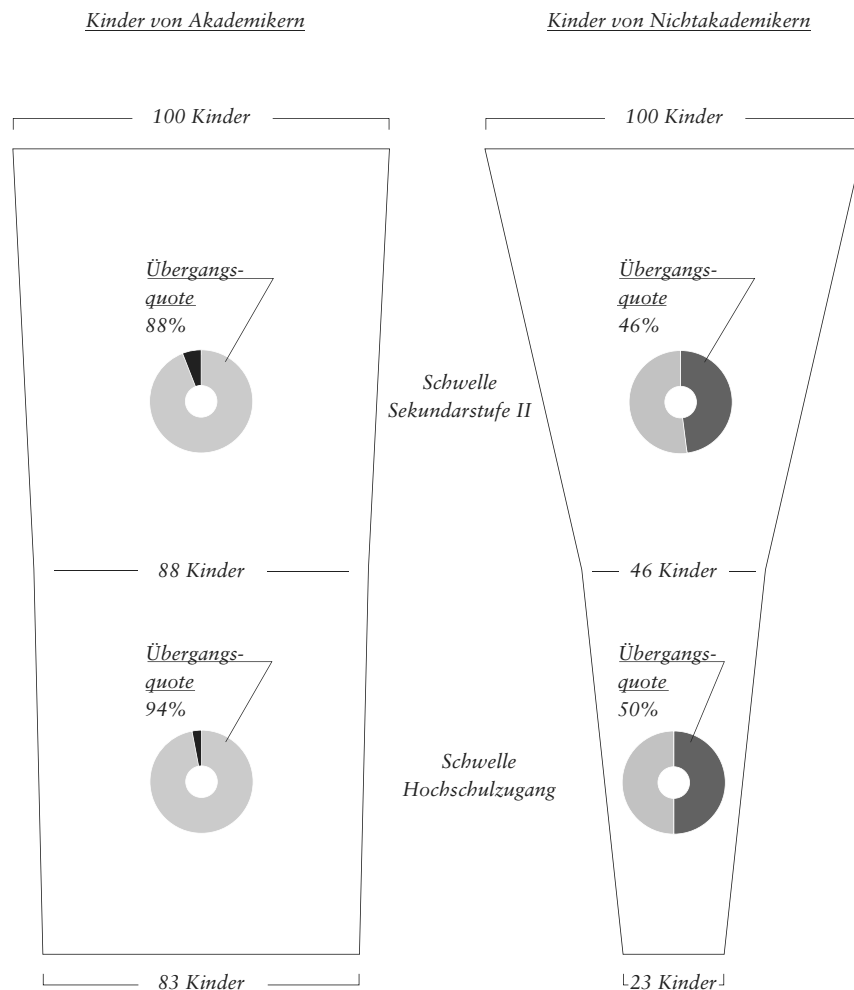 Kinder von Akademikern
Kinder von Nichtakademikern
100 Kinder
100 Kinder
Übergangs-
quote
88%
Übergangs-
quote
46%
Schwelle
Sekundarstufe II
88 Kinder
46 Kinder
Übergangs-
quote
94%
Übergangs-
quote
50%
Schwelle
Hochschulzugang
83 Kinder
23 Kinder